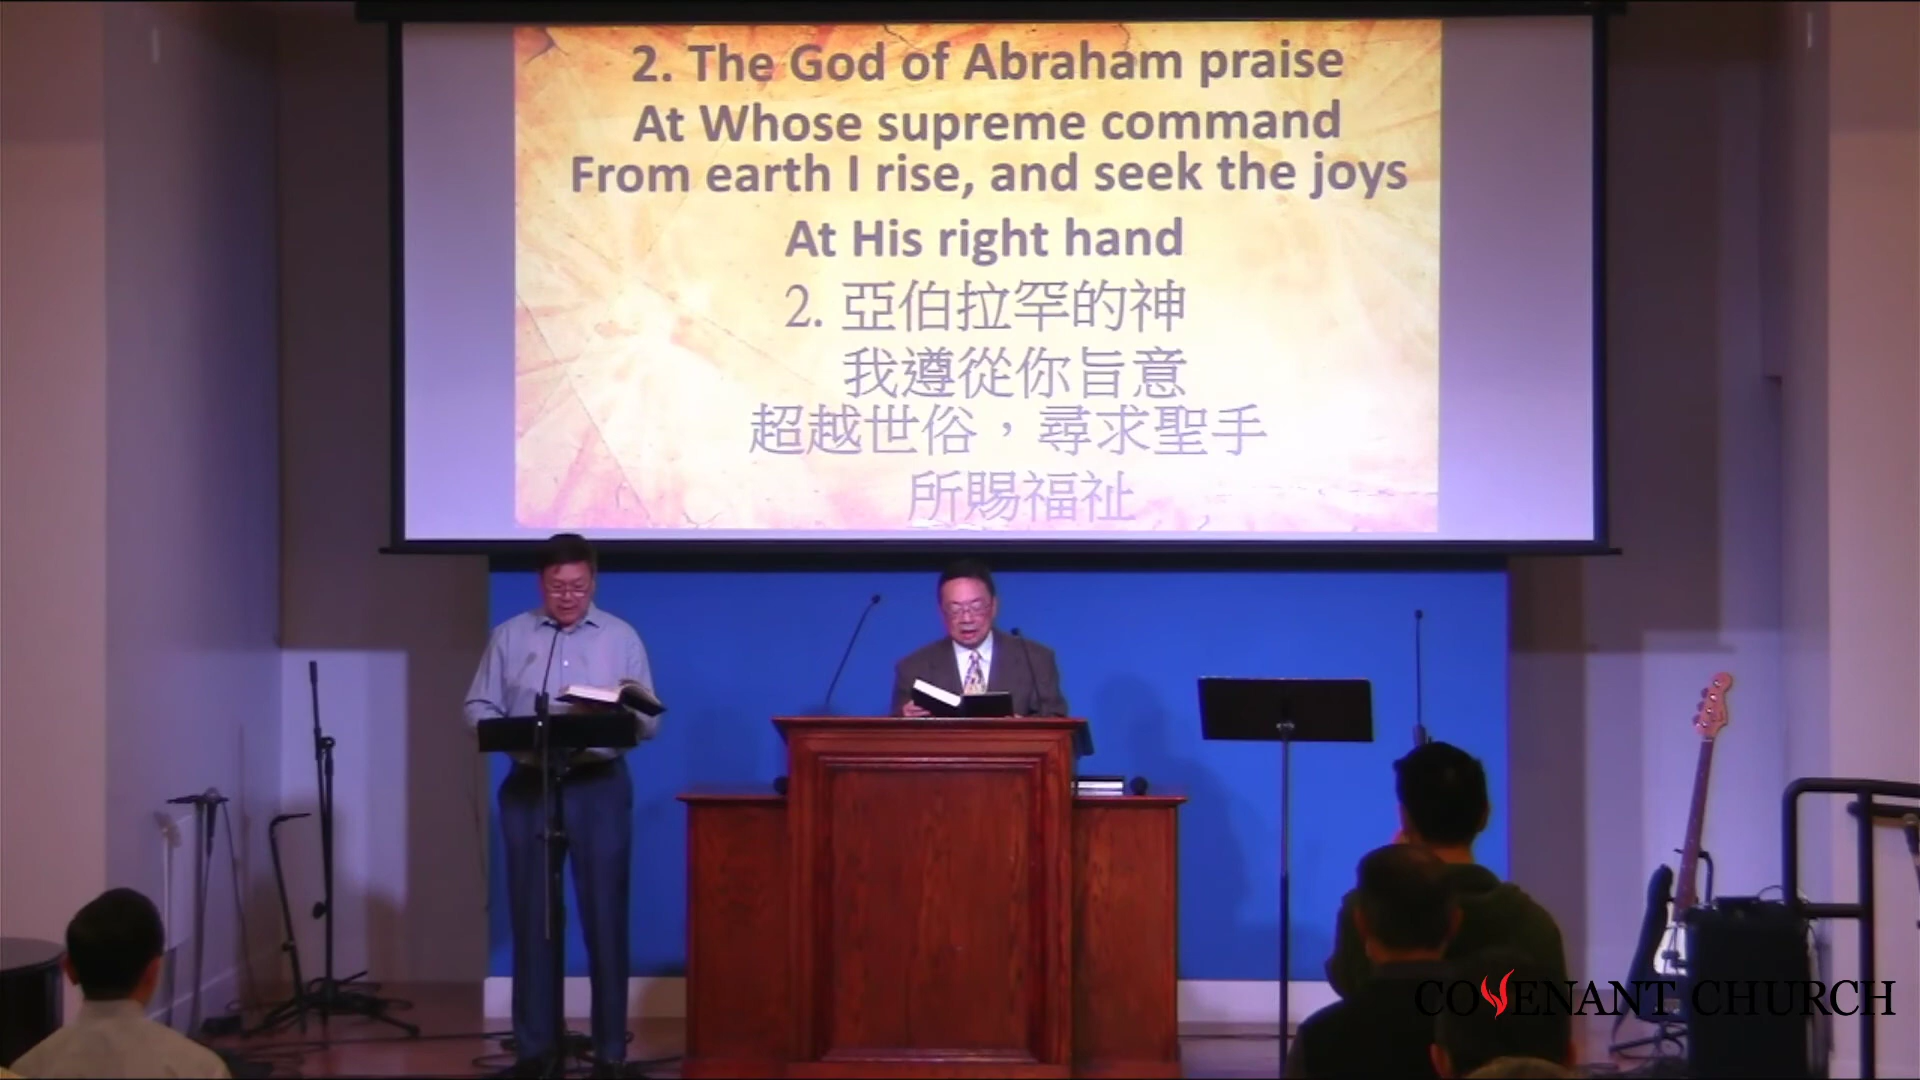 2. The God of Abraham praise
At Whose supreme command
From earth I rise, and seek the joys
At His right hand
2. 亞伯拉罕的神
我遵從你旨意
超越世俗，尋求聖手
所賜福祉
COVENANT CHURCH